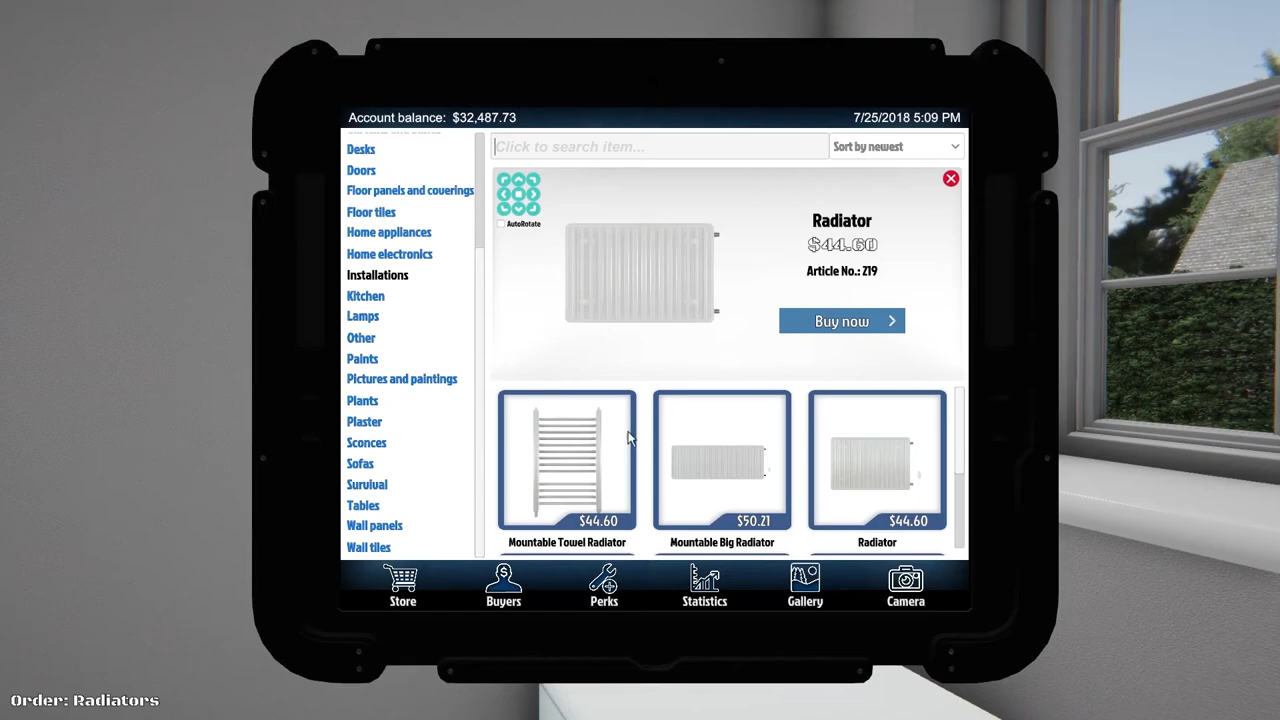 Account balance: $32,487.73
7/25/2018 5:09 PM
Desks
Doors
Floor panels and coverings
Floor tiles
Home appliances
Home electronics
Installations
Kitchen
Lamps
Other
Paints
Pictures and paintings
Plants
Plaster
Sconces
Sofas
Survival
Tables
Wall panels
Wall tiles
Click to search item...
Sort by newest
AutoRotate
Radiator
$44.60
Article No.: Z19
Buy now
$44.60
$50.21
$44.60
Mountable Towel Radiator
Mountable Big Radiator
Radiator
Store
Buyers
Perks
Statistics
Gallery
Camera
Order: Radiators